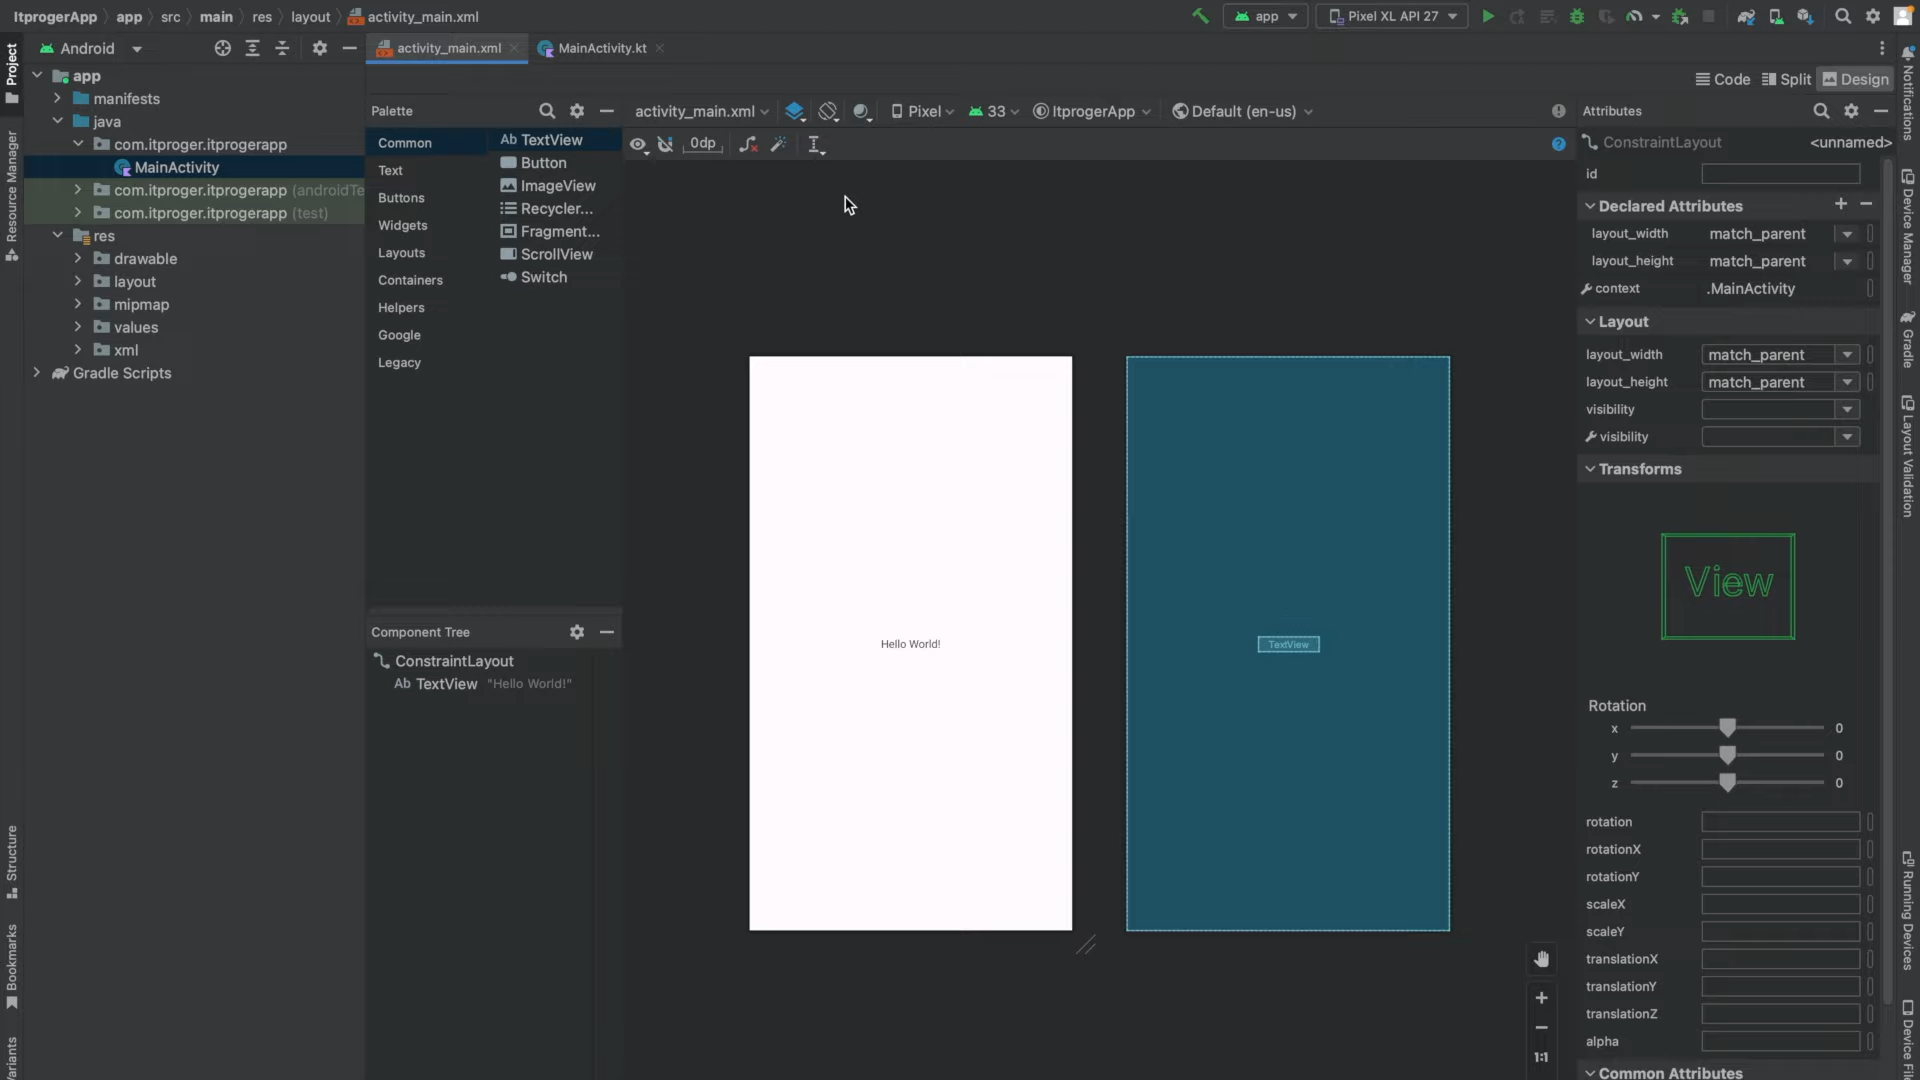 ItprogerApp app src main res layout activity_main.xml
app
Pixel XL API 27
Project
Android
activity_main.xml
MainActivity.kt
Notifications
app
manifests
java
com.itproger.itprogerapp
MainActivity
com.itproger.itprogerapp (androidTe
com.itproger.itprogerapp (test)
res
drawable
layout
mipmap
values
xml
Gradle Scripts
Resource Manager
Structure
Bookmarks
Code
Split
Design
Palette
Common
Text
Buttons
Widgets
Layouts
Containers
Helpers
Google
Legacy
Ab TextView
Button
ImageView
Recycler...
Fragment...
ScrollView
Switch
activity_main.xml
Pixel
33
ItprogerApp
Default (en-us)
0dp
Component Tree
ConstraintLayout
Ab TextView "Hello World!"
Hello World!
TextView
1:1
Attributes
ConstraintLayout <unnamed>
id
Declared Attributes
layout_width match_parent
layout_height match_parent
context .MainActivity
Layout
layout_width match_parent
layout_height match_parent
visibility
visibility
Transforms
View
Rotation
x 0
y 0
z 0
rotation
rotationX
rotationY
scaleX
scaleY
translationX
translationY
translationZ
alpha
Common Attributes
Device Manager
Gradle
Layout Validation
Running Devices